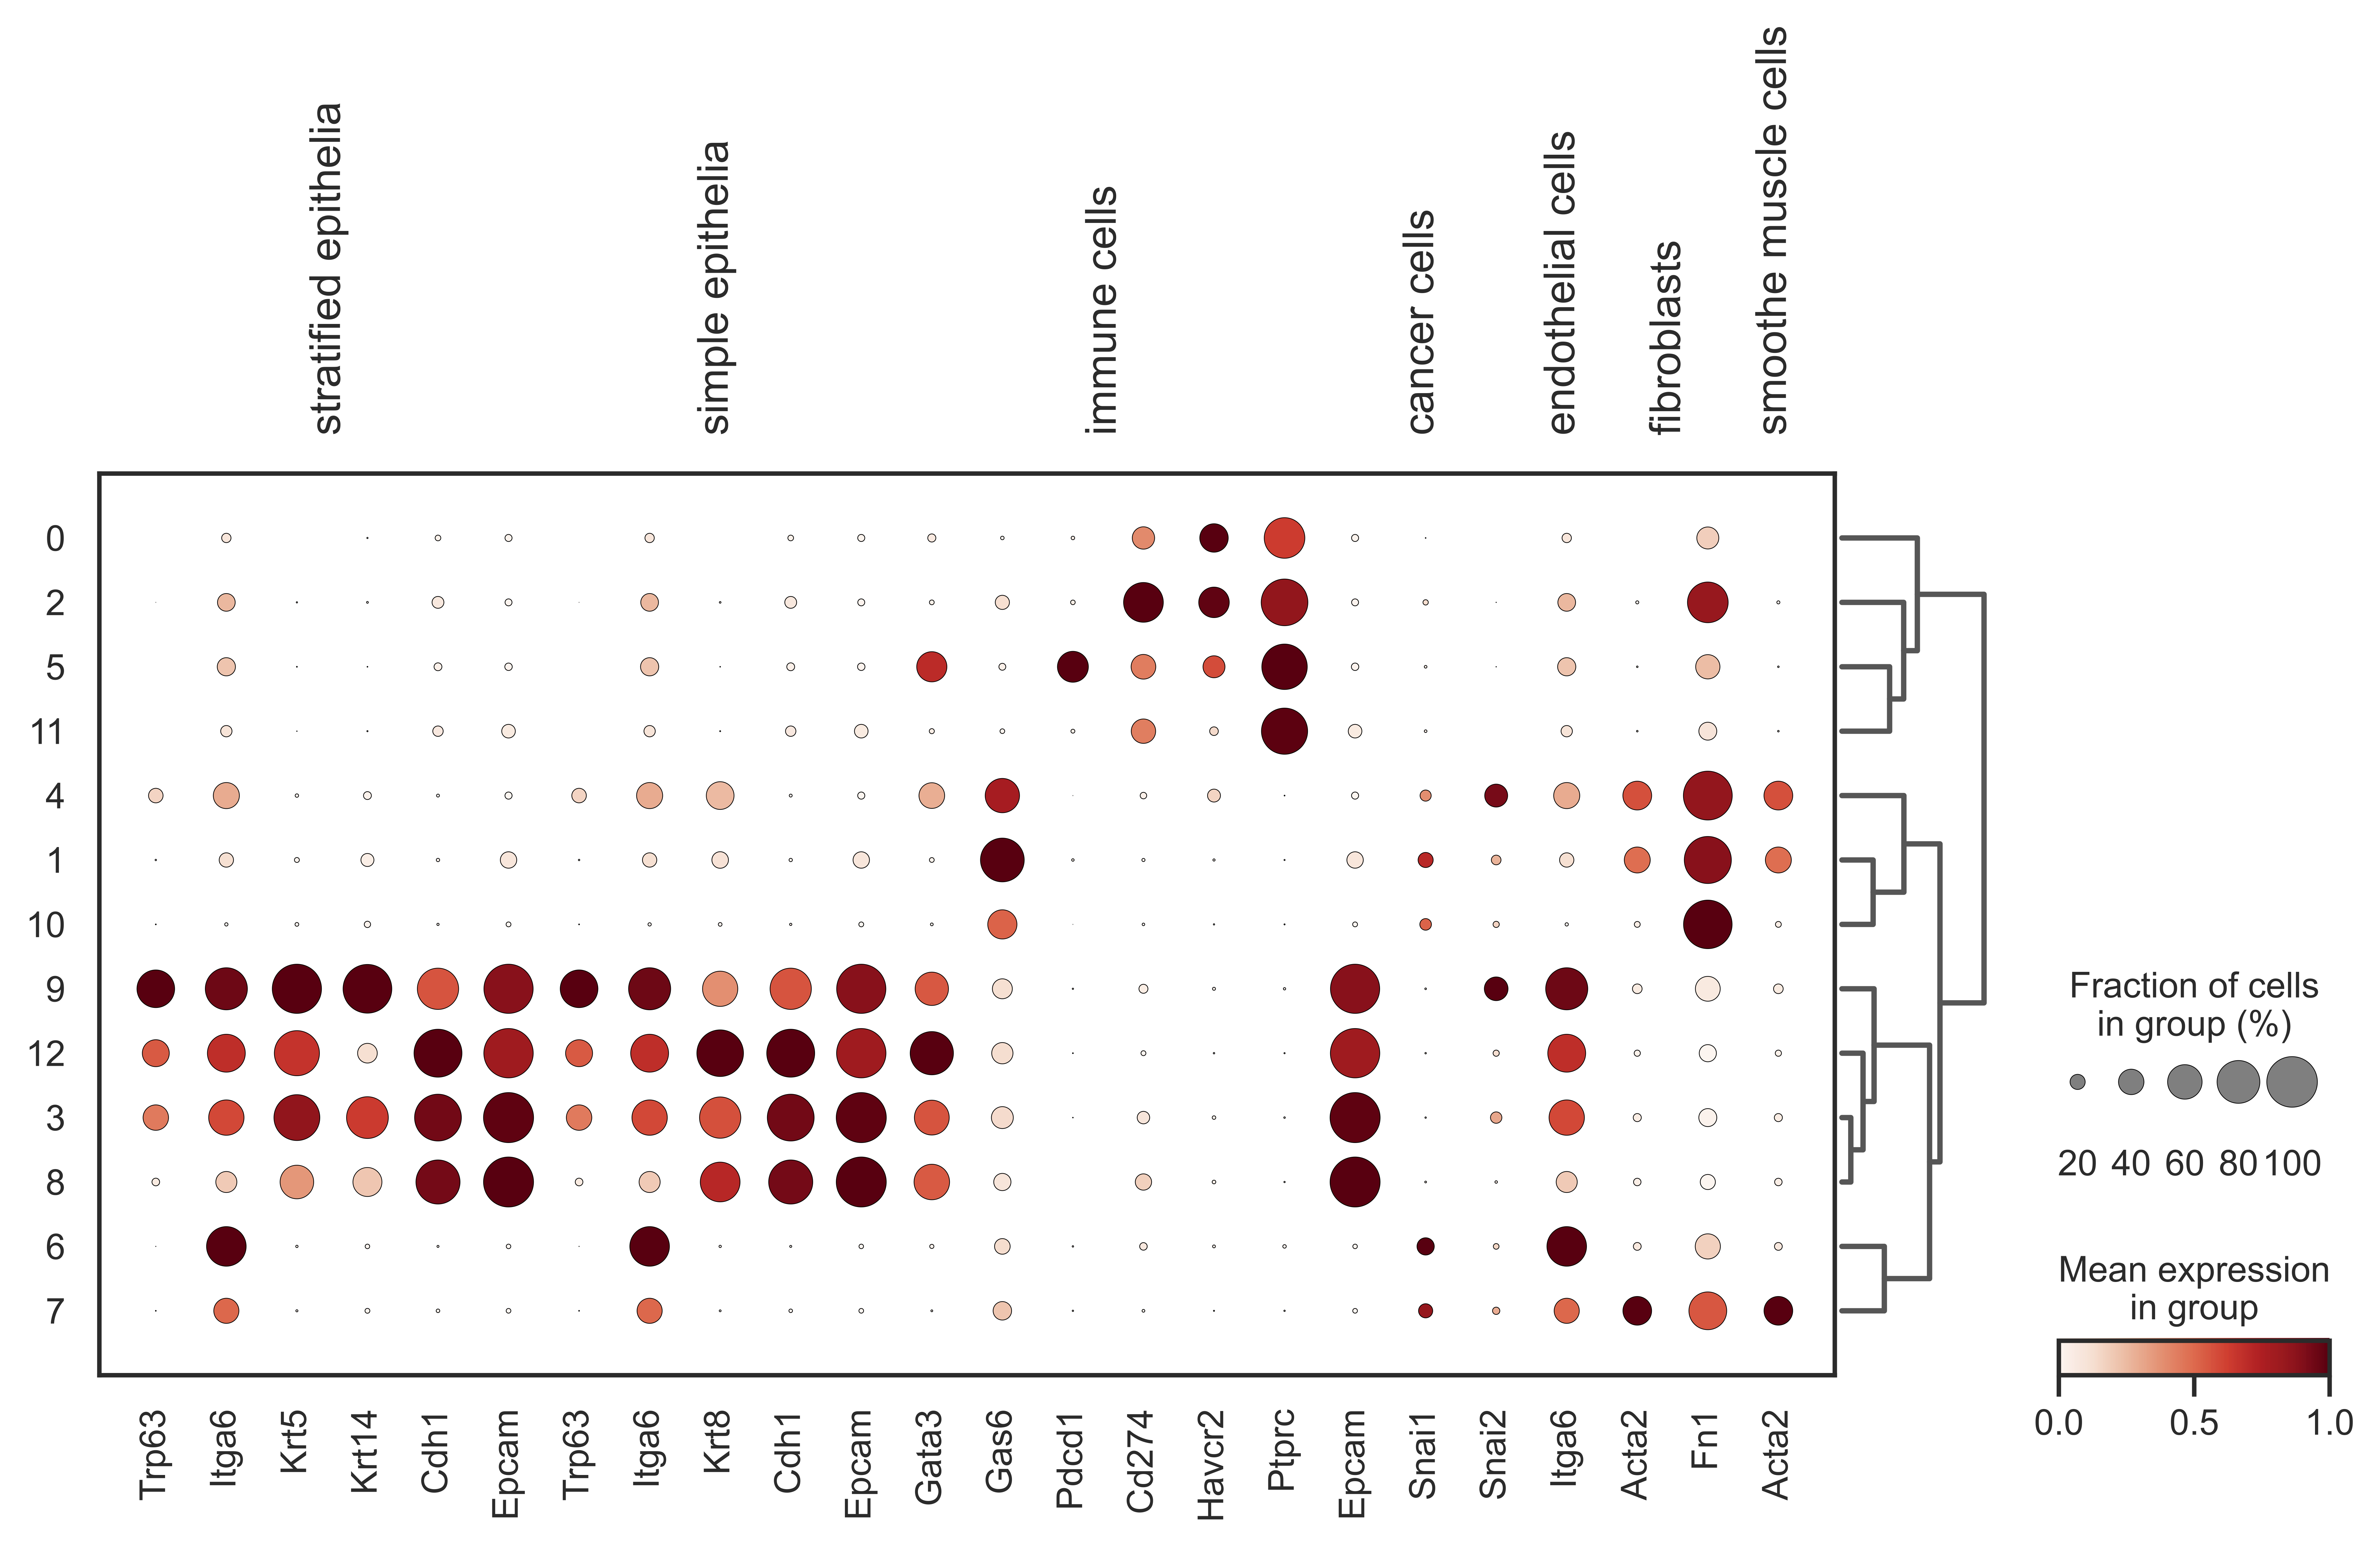 stratified epithelia
simple epithelia
immune cells
cancer cells
endothelial cells
fibroblasts
smoothe muscle cells
0
2
5
11
4
1
10
9
12
3
8
6
7
Trp63
Itga6
Krt5
Krt14
Cdh1
Epcam
Trp63
Itga6
Krt8
Cdh1
Epcam
Gata3
Gas6
Pdcd1
Cd274
Havcr2
Ptprc
Epcam
Snai1
Snai2
Itga6
Acta2
Fn1
Acta2
Fraction of cells
in group (%)
20 40 60 80 100
Mean expression
in group
0.0 0.5 1.0